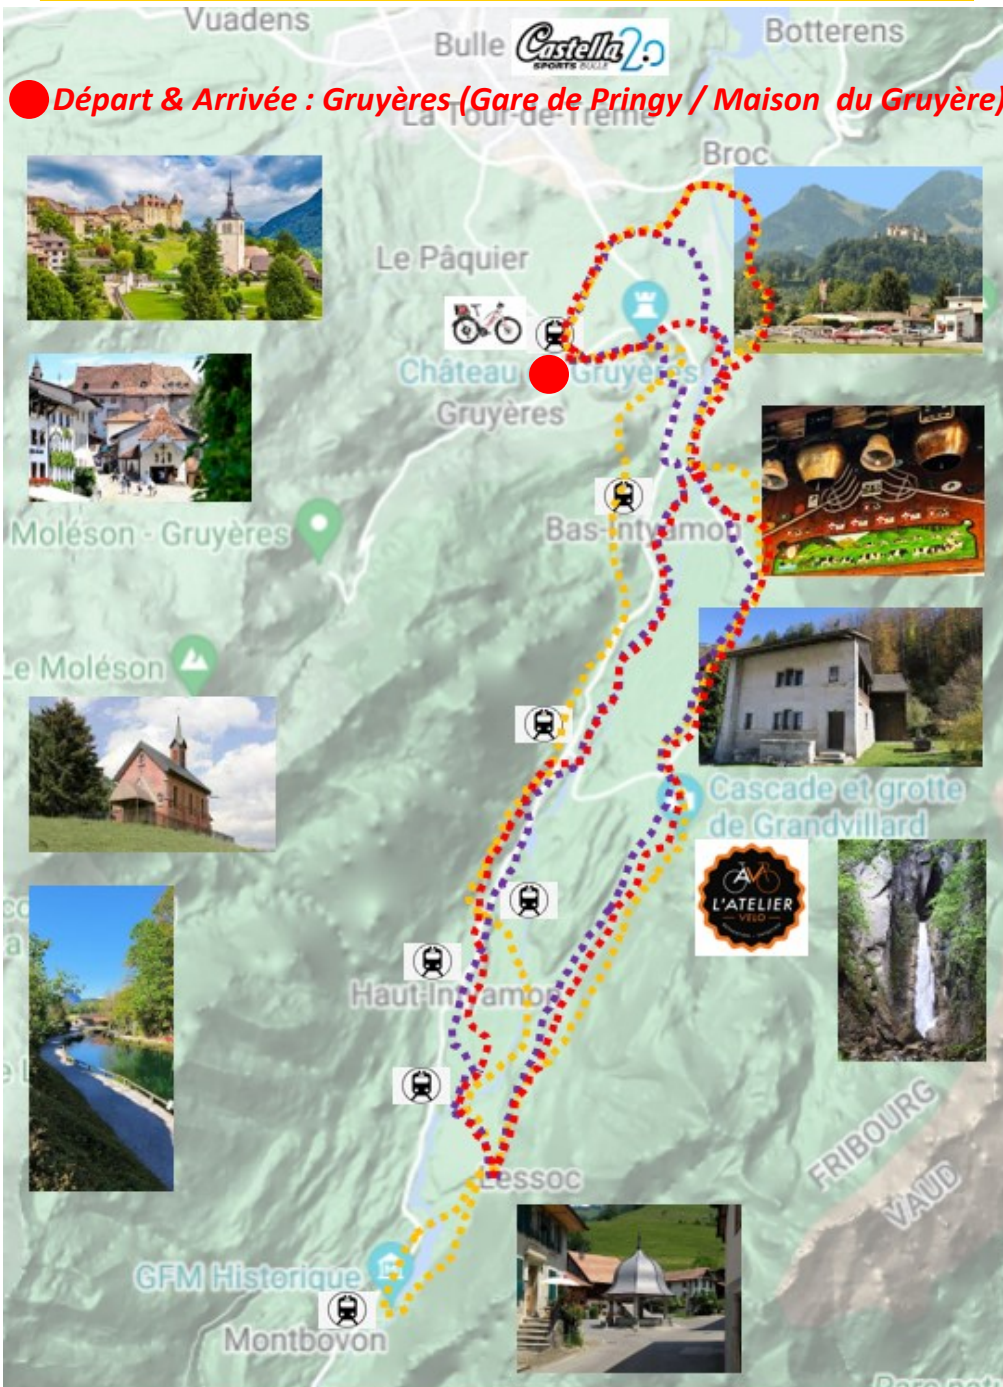 Vuadens
Bulle
Castella 2.0
SPORTS BULLE
Botterens
Départ & Arrivée : Gruyères (Gare de Pringy / Maison du Gruyère)
La Tour-de-Trême
Broc
Le Pâquier
Château
Gruyères
Gruyères
Bas-Intyamon
Moléson - Gruyères
Le Moléson
Cascade et grotte
de Grandvillard
AV
L'ATELIER
VELO
Haut-Intyamon
FRIBOURG
VAUD
Lessoc
GFM Historique
Montbovon